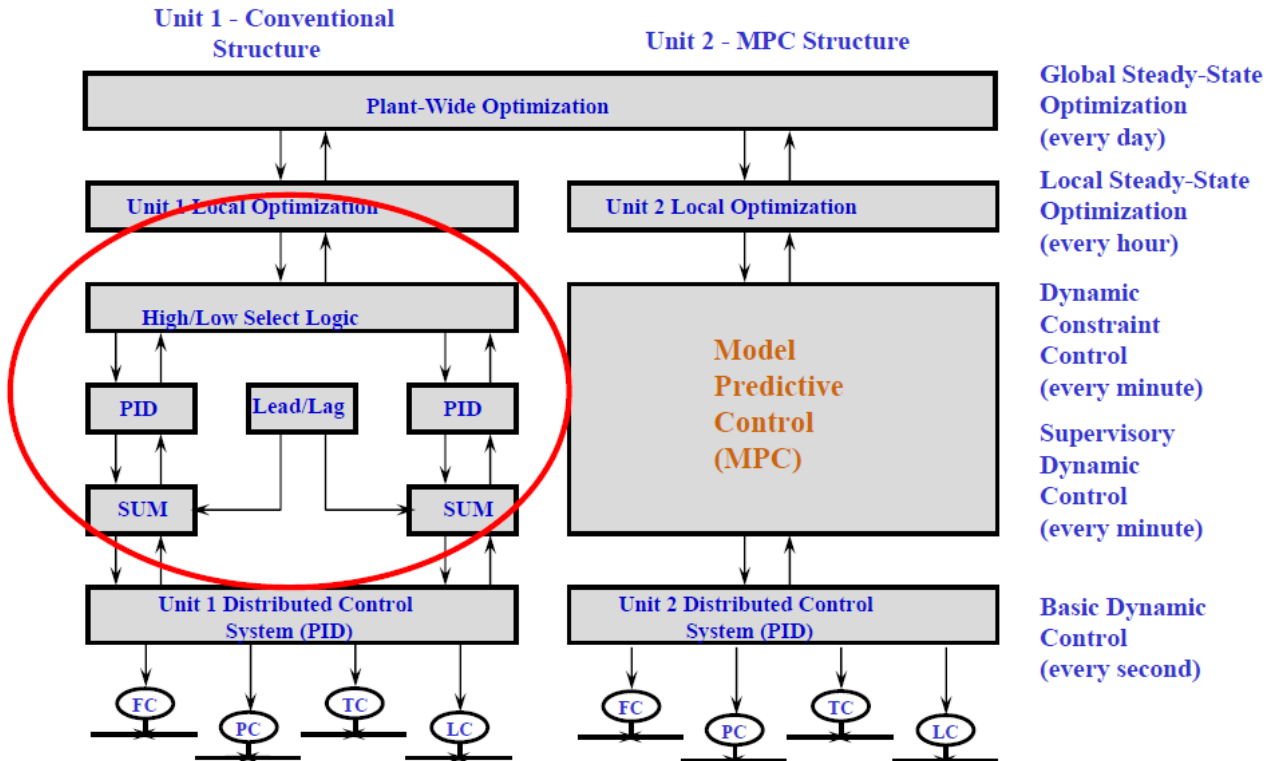 Unit 1 - Conventional
Structure
Unit 2 - MPC Structure
Plant-Wide Optimization
Global Steady-State
Optimization
(every day)
Unit 1 Local Optimization
Unit 2 Local Optimization
Local Steady-State
Optimization
(every hour)
High/Low Select Logic
PID
Lead/Lag
PID
SUM
SUM
Model
Predictive
Control
(MPC)
Dynamic
Constraint
Control
(every minute)
Supervisory
Dynamic
Control
(every minute)
Unit 1 Distributed Control
System (PID)
Unit 2 Distributed Control
System (PID)
Basic Dynamic
Control
(every second)
FC
PC
TC
LC
FC
PC
TC
LC